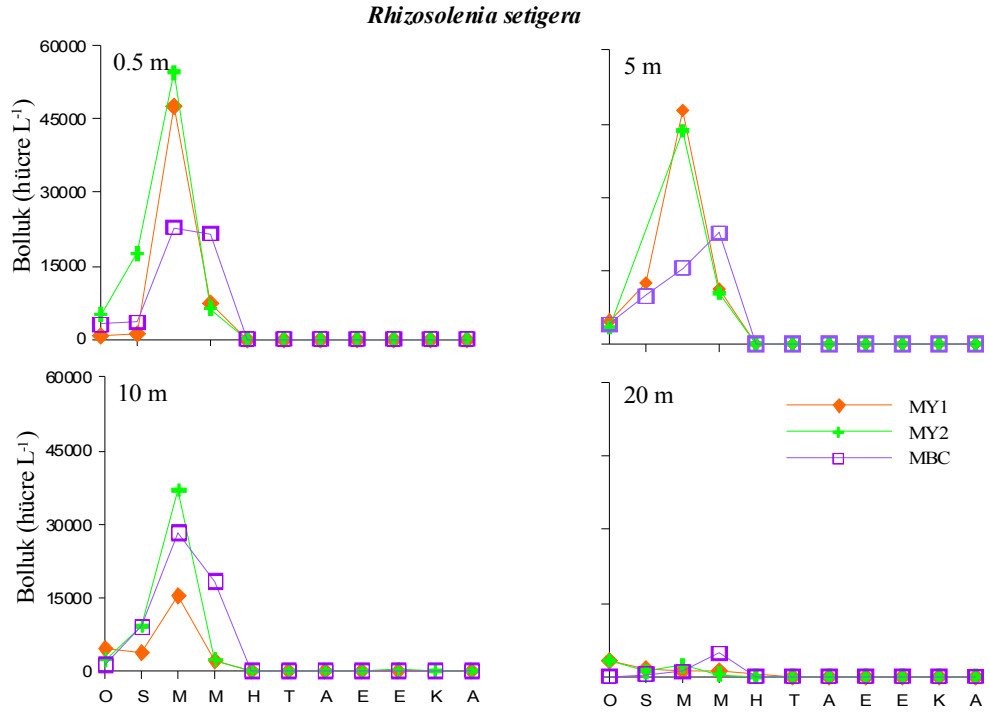 Rhizosolenia setigera
60000
45000
30000
15000
0
Bolluk (hücre L-1)
0.5 m
5 m
60000
45000
30000
15000
0
Bolluk (hücre L-1)
10 m
O S M M H T A E E K A
20 m
MY1
MY2
MBC
O S M M H T A E E K A